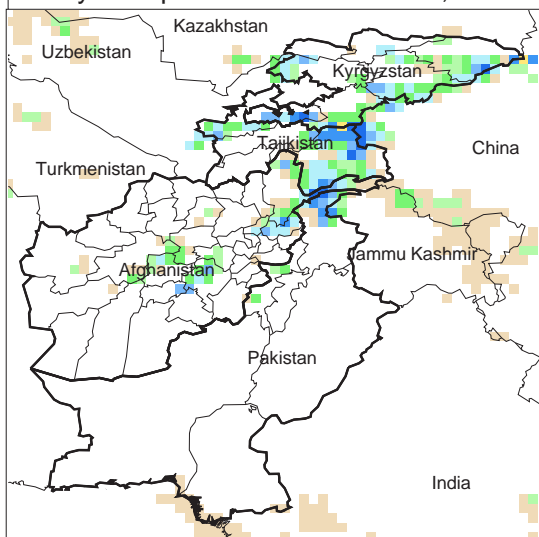 Kazakhstan
Uzbekistan
Kyrgyzstan
Tajikistan
China
Turkmenistan
Jammu Kashmir
Afghanistan
Pakistan
India